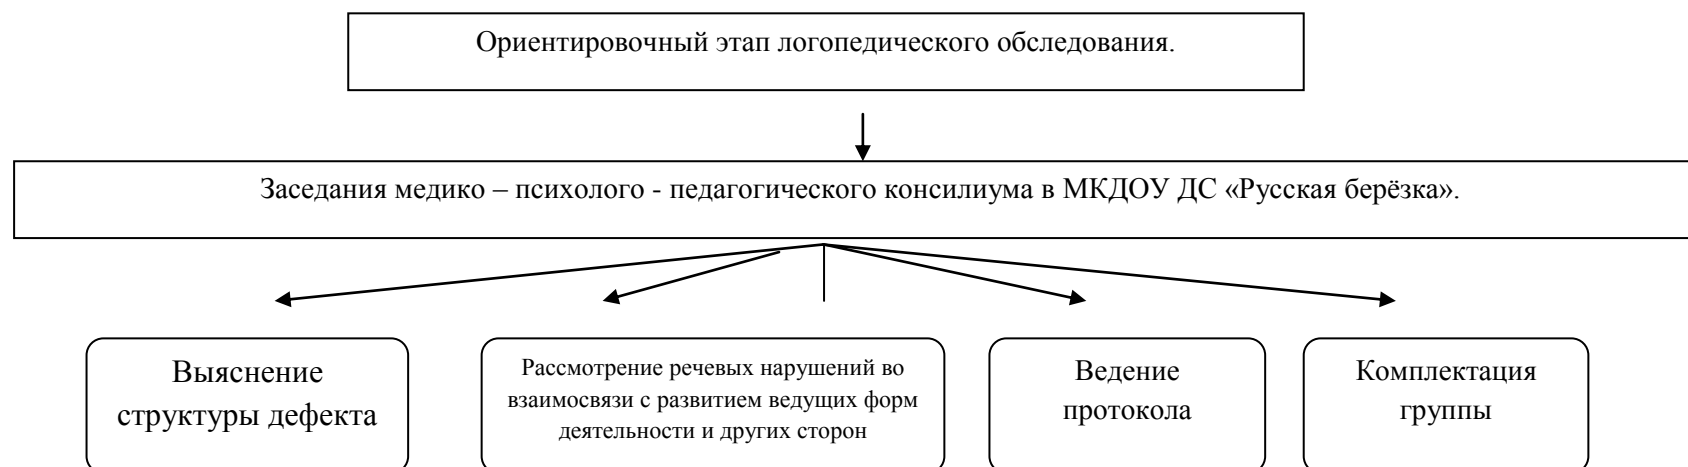 Ориентировочный этап логопедического обследования.
Заседания медико – психолого - педагогического консилиума в МКДОУ ДС «Русская берёзка».
Выяснение
структуры дефекта
Рассмотрение речевых нарушений во
взаимосвязи с развитием ведущих форм
деятельности и других сторон
Ведение
протокола
Комплектация
группы